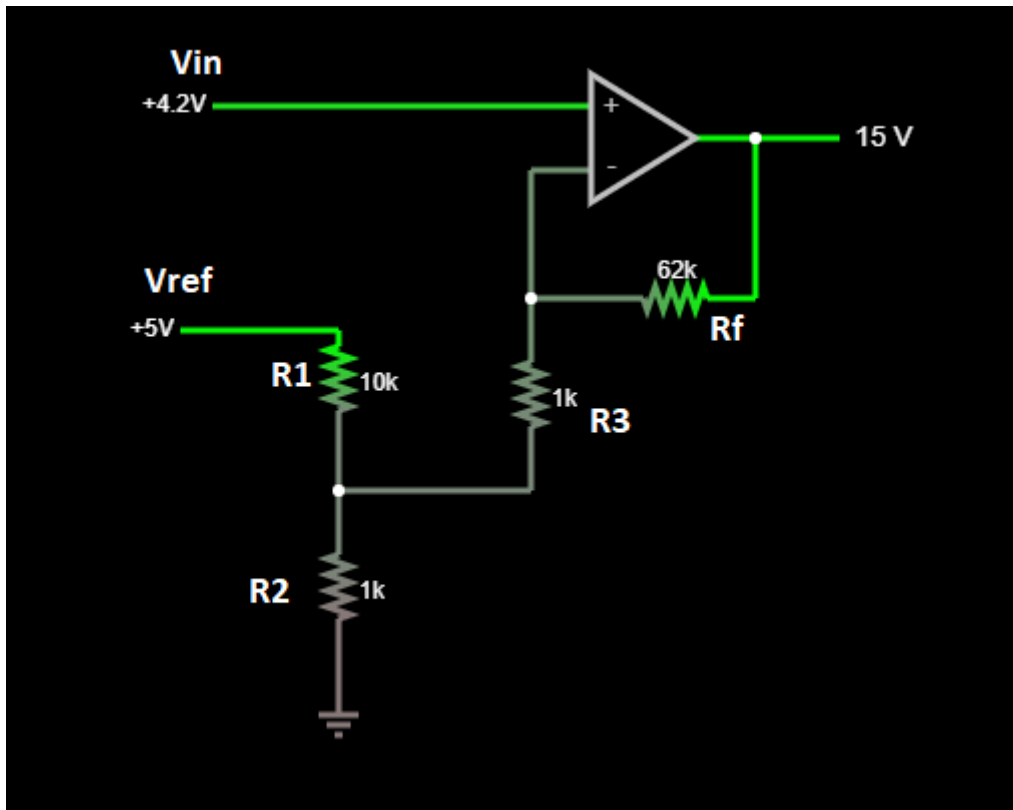 Vin
+4.2V
+
-
15 V
62k
Rf
Vref
+5V
R1
10k
1k
R3
R2
1k